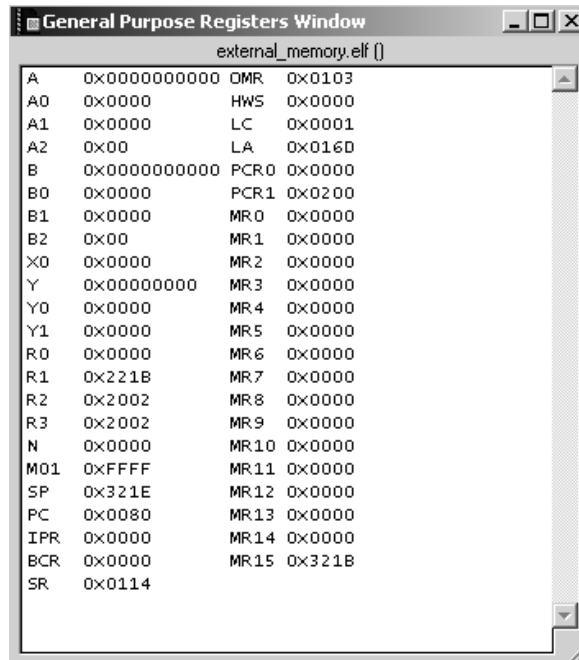 General Purpose Registers Window
external_memory.elf ()
A 0x0000000000 OMR 0x0103
A0 0x0000 HWS 0x0000
A1 0x0000 LC 0x0001
A2 0x00 LA 0x016D
B 0x0000000000 PCR0 0x0000
B0 0x0000 PCR1 0x0200
B1 0x0000 MR0 0x0000
B2 0x00 MR1 0x0000
X0 0x0000 MR2 0x0000
Y 0x00000000 MR3 0x0000
Y0 0x0000 MR4 0x0000
Y1 0x0000 MR5 0x0000
R0 0x0000 MR6 0x0000
R1 0x221B MR7 0x0000
R2 0x2002 MR8 0x0000
R3 0x2002 MR9 0x0000
N 0x0000 MR10 0x0000
M01 0xFFFF MR11 0x0000
SP 0x321E MR12 0x0000
PC 0x0080 MR13 0x0000
IPR 0x0000 MR14 0x0000
BCR 0x0000 MR15 0x321B
SR 0x0114